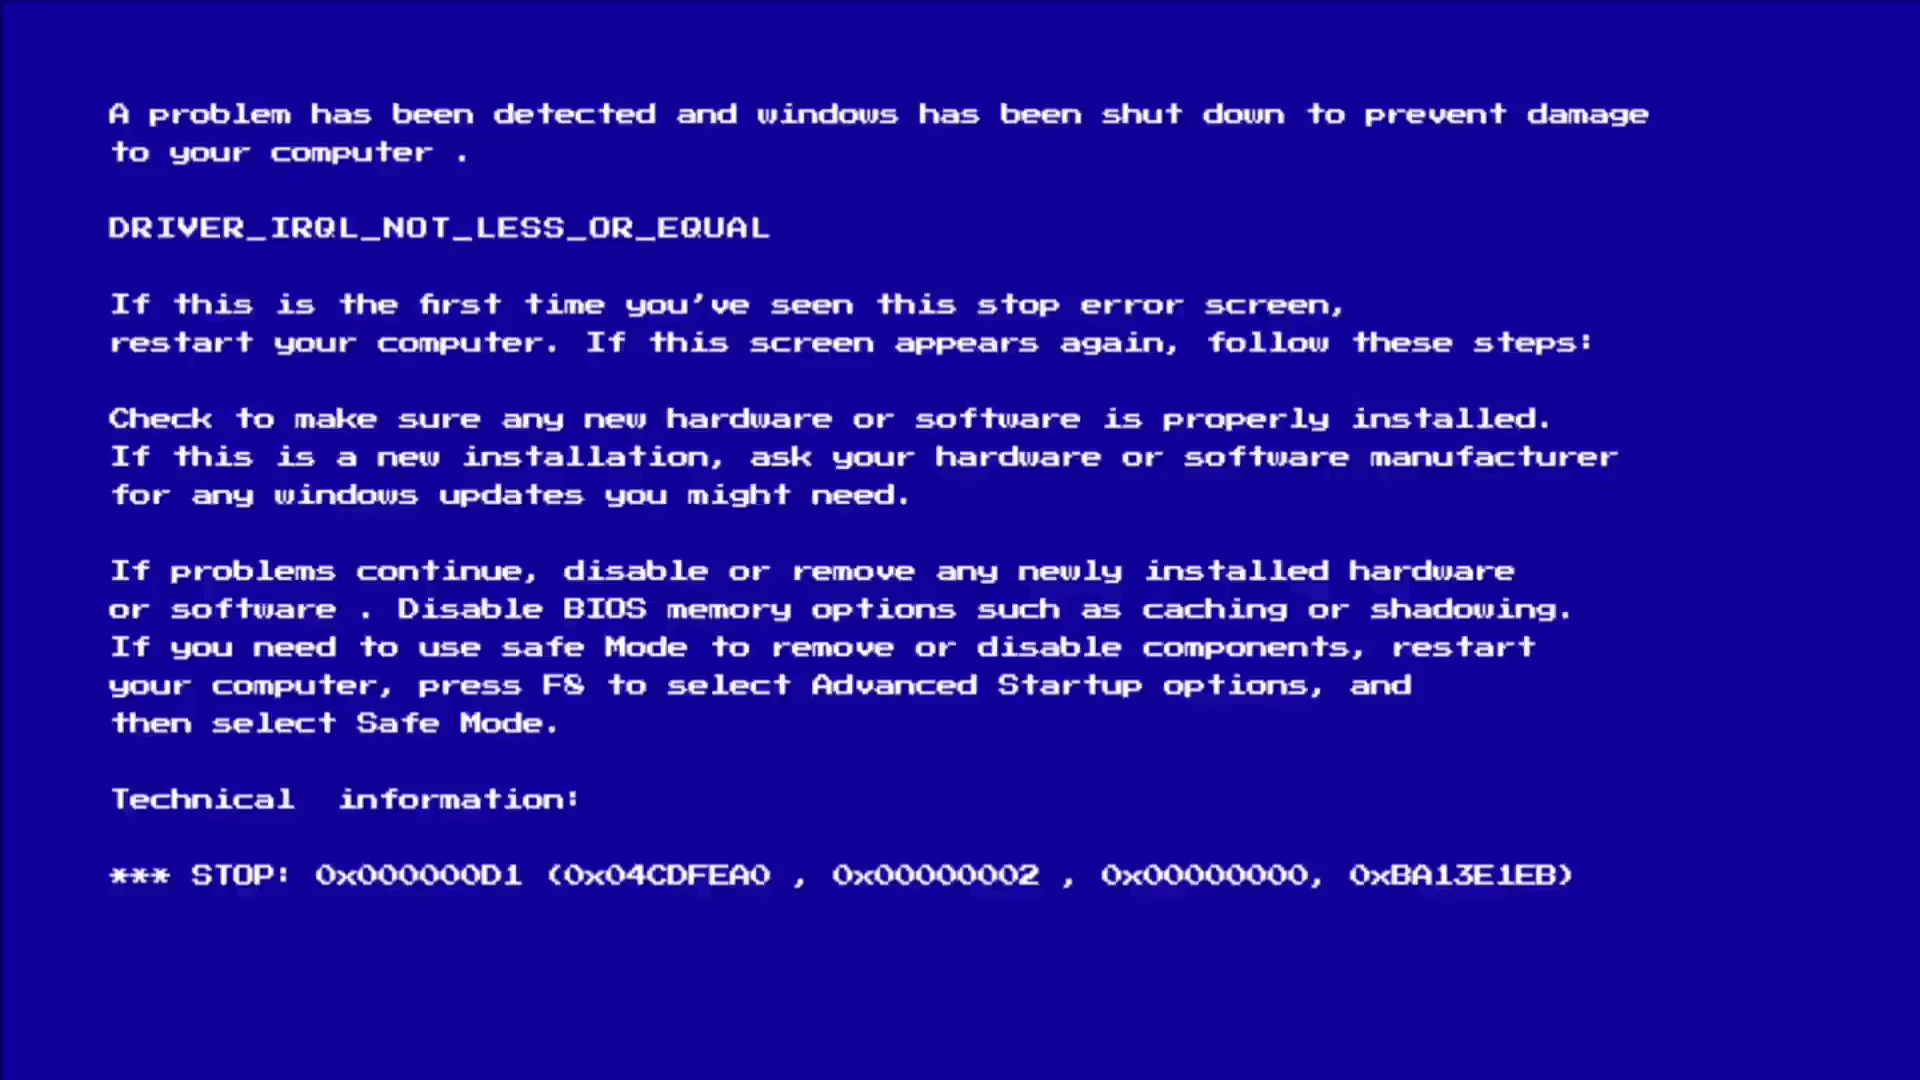 A problem has been detected and windows has been shut down to prevent damage
to your computer .
DRIVER_IRQL_NOT_LESS_OR_EQUAL
If this is the first time you've seen this stop error screen,
restart your computer. If this screen appears again, follow these steps:
Check to make sure any new hardware or software is properly installed.
If this is a new installation, ask your hardware or software manufacturer
for any windows updates you might need.
If problems continue, disable or remove any newly installed hardware
or software . Disable BIOS memory options such as caching or shadowing.
If you need to use safe Mode to remove or disable components, restart
your computer, press F& to select Advanced Startup options, and
then select Safe Mode.
Technical  information:
*** STOP: 0x000000D1 (0x04CDFEA0 , 0x00000002 , 0x00000000, 0xBA13E1EB)